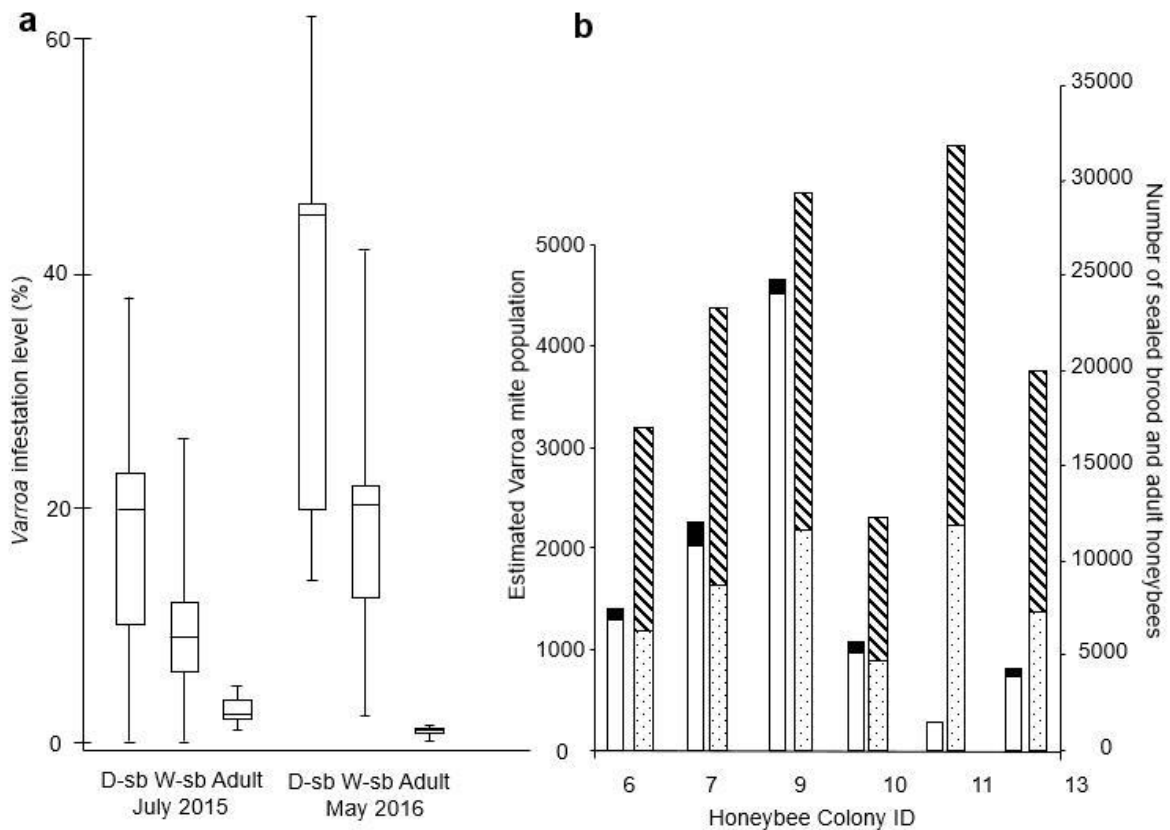 a
60
40
20
0
Varroa infestation level (%)
D-sb W-sb Adult
July 2015
D-sb W-sb Adult
May 2016
b
5000
4000
3000
2000
1000
0
Estimated Varroa mite population
35000
30000
25000
20000
15000
10000
5000
0
Number of sealed brood and adult honeybees
6 7 9 10 11 13
Honeybee Colony ID